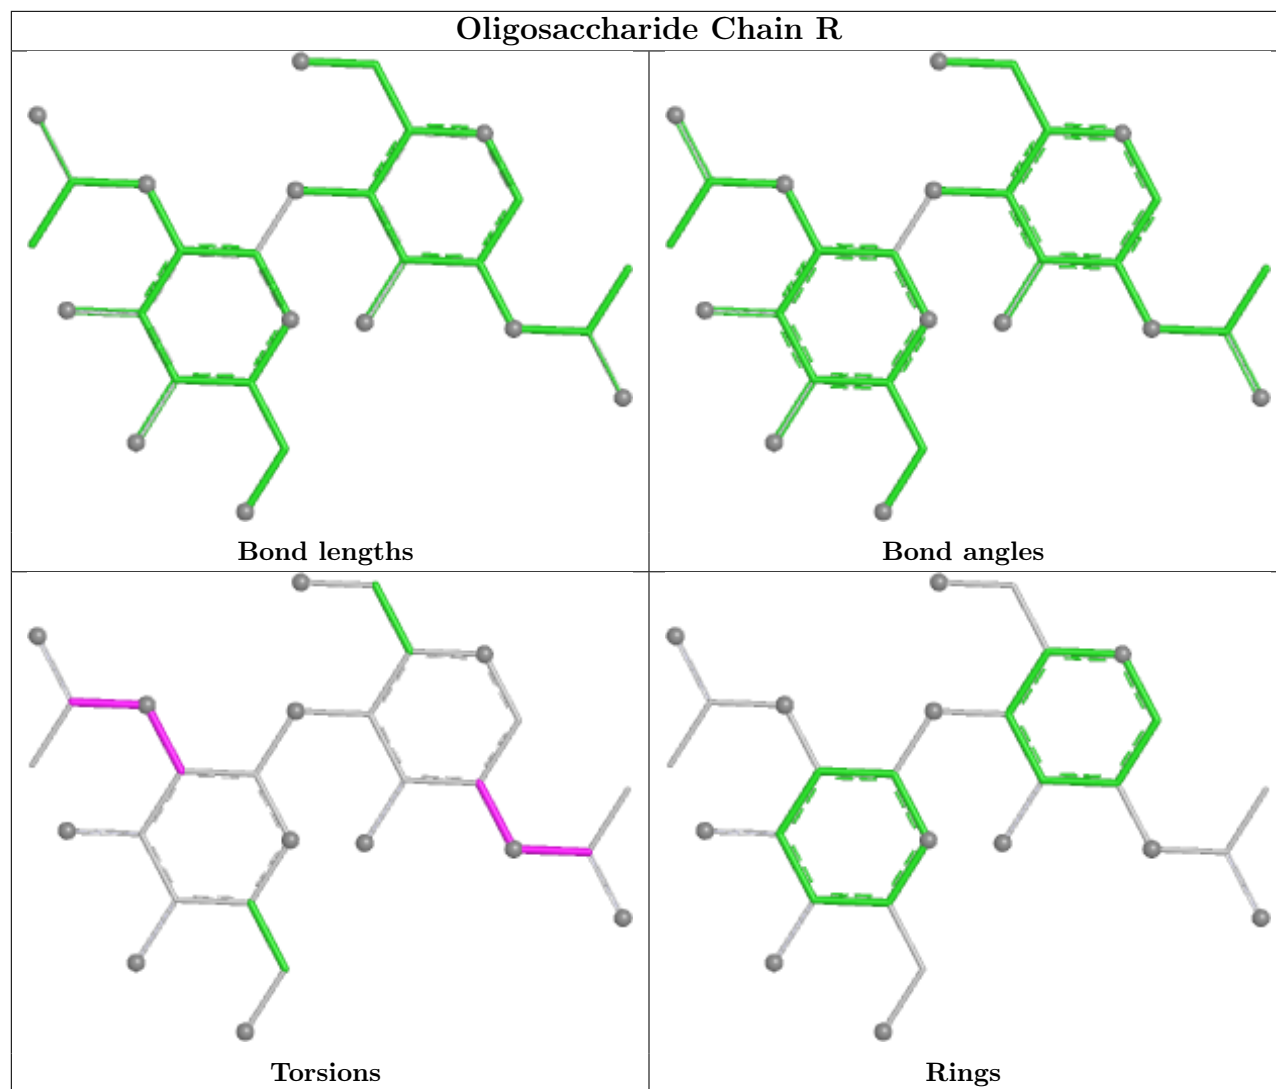 Oligosaccharide Chain R
Bond lengths
Bond angles
Torsions
Rings